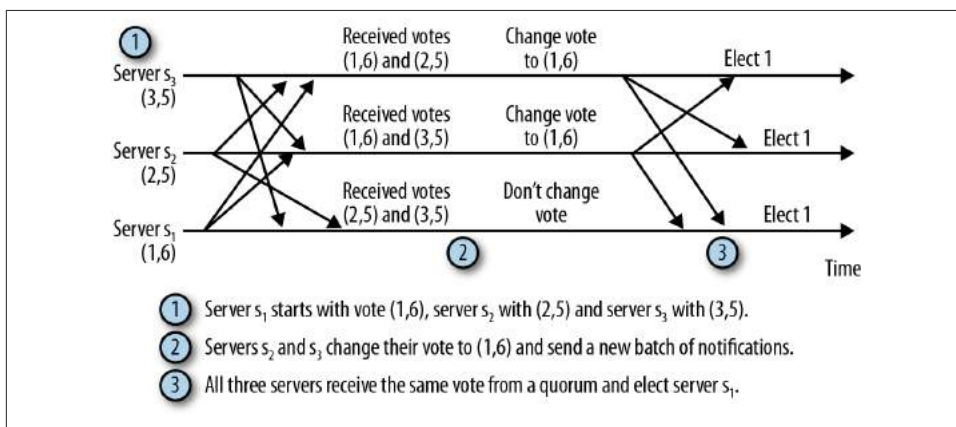 1
Received votes Change vote
(1,6) and (2,5) to (1,6) Elect 1
Server s₃
(3,5)
Received votes Change vote
(1,6) and (3,5) to (1,6) Elect 1
Server s₂
(2,5)
Received votes Don't change
(2,5) and (3,5) vote Elect 1
Server s₁
(1,6)
2 3
Time
1 Server s₁ starts with vote (1,6), server s₂ with (2,5) and server s₃ with (3,5).
2 Servers s₂ and s₃ change their vote to (1,6) and send a new batch of notifications.
3 All three servers receive the same vote from a quorum and elect server s₁.